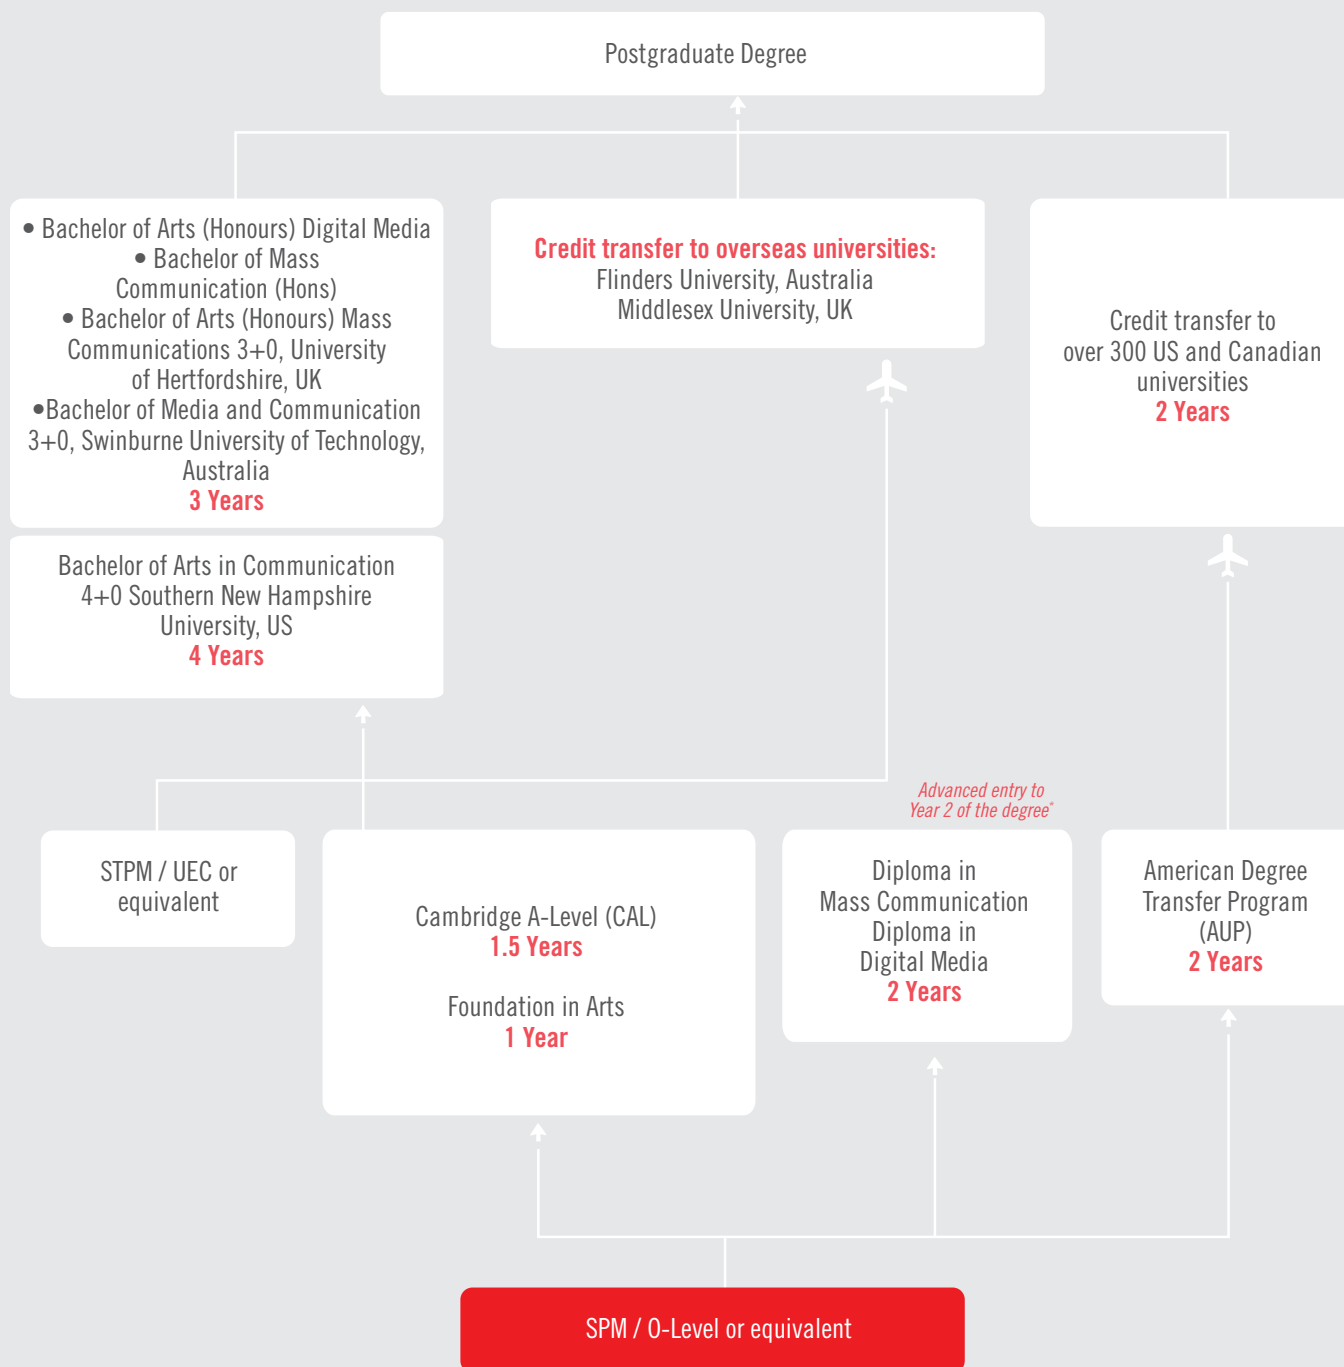 Postgraduate Degree
• Bachelor of Arts (Honours) Digital Media
• Bachelor of Mass
Communication (Hons)
• Bachelor of Arts (Honours) Mass
Communications 3+0, University
of Hertfordshire, UK
•Bachelor of Media and Communication
3+0, Swinburne University of Technology,
Australia
3 Years
Credit transfer to overseas universities:
Flinders University, Australia
Middlesex University, UK
Credit transfer to
over 300 US and Canadian
universities
2 Years
Bachelor of Arts in Communication
4+0 Southern New Hampshire
University, US
4 Years
Advanced entry to
Year 2 of the degree*
STPM / UEC or
equivalent
Cambridge A-Level (CAL)
1.5 Years
Foundation in Arts
1 Year
Diploma in
Mass Communication
Diploma in
Digital Media
2 Years
American Degree
Transfer Program
(AUP)
2 Years
SPM / O-Level or equivalent